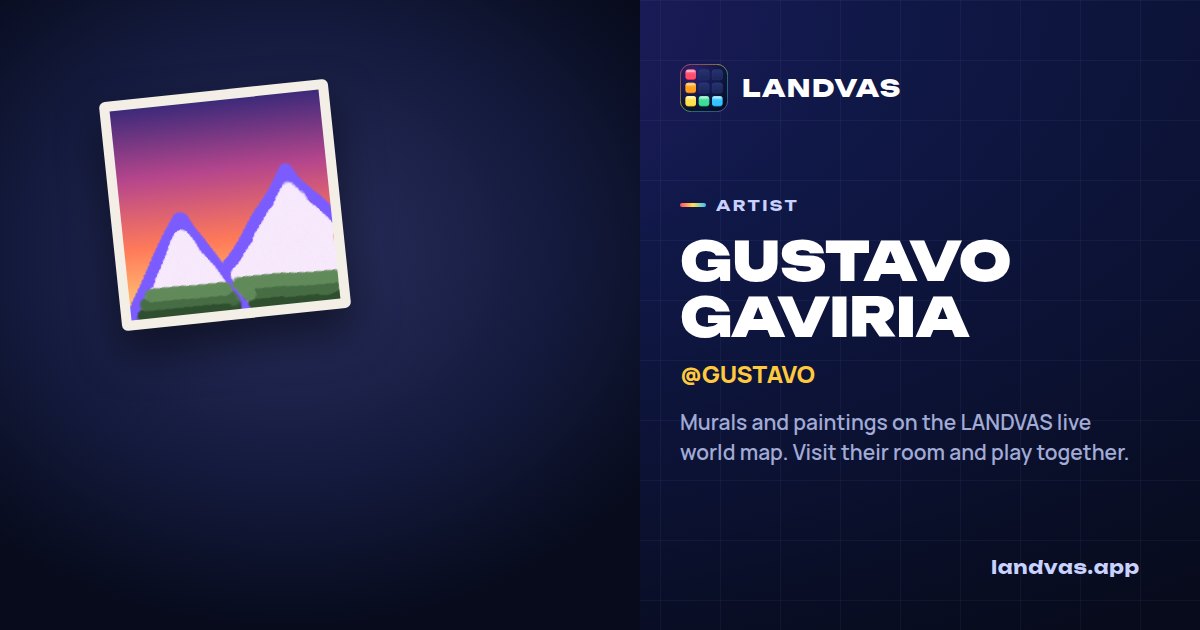 LANDVAS
ARTIST
GUSTAVO
GAVIRIA
@GUSTAVO
Murals and paintings on the LANDVAS live
world map. Visit their room and play together.
landvas.app